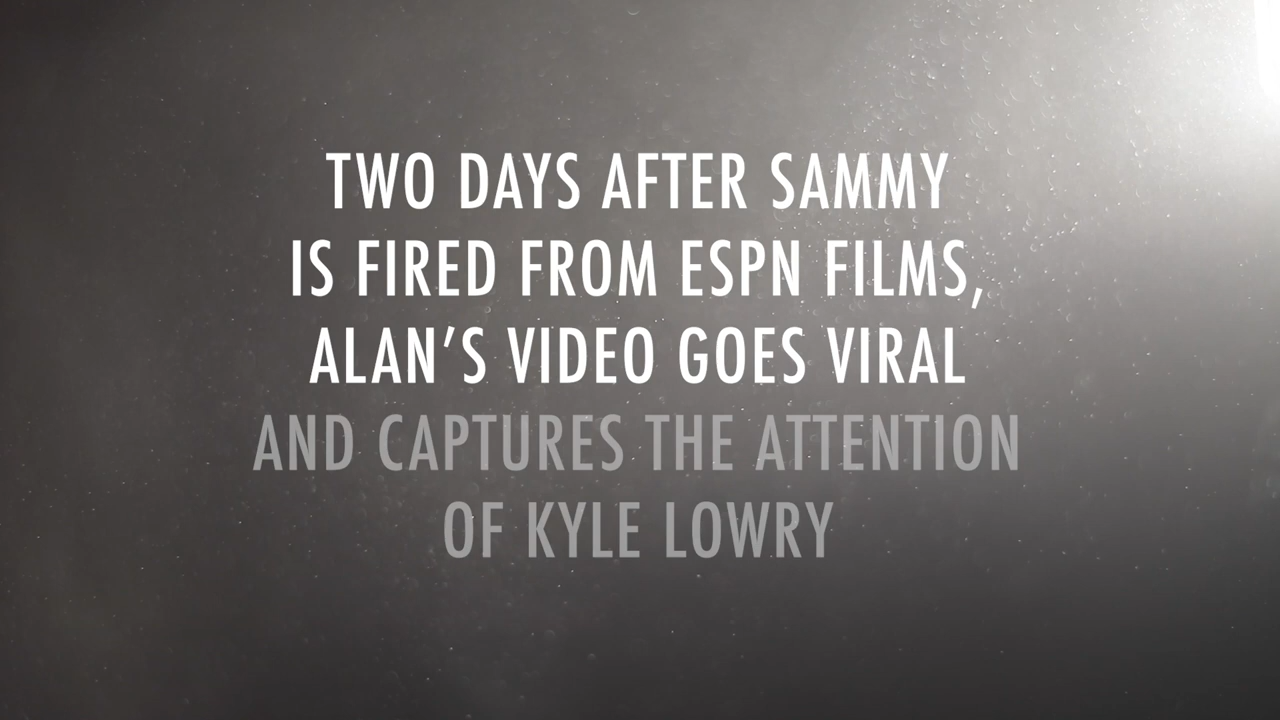 TWO DAYS AFTER SAMMY
IS FIRED FROM ESPN FILMS,
ALAN’S VIDEO GOES VIRAL
AND CAPTURES THE ATTENTION
OF KYLE LOWRY